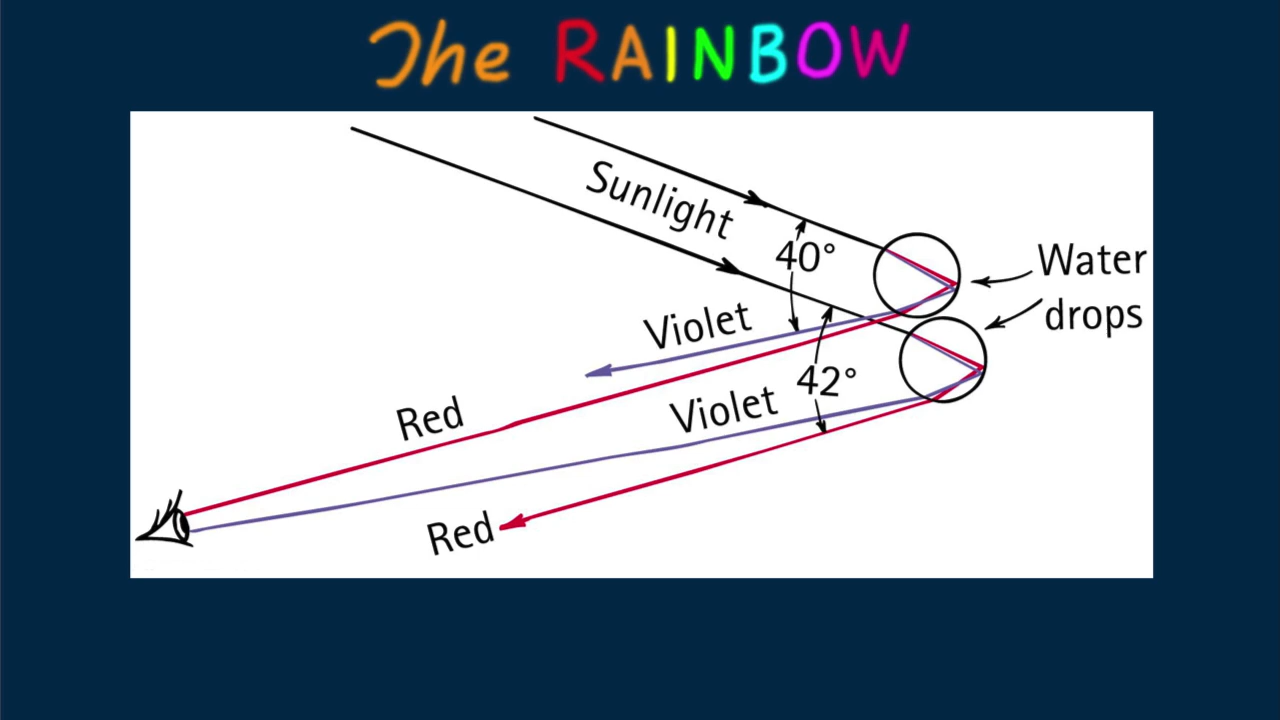 The RAINBOW
Sunlight
40°
Water
drops
Violet
42°
Violet
Red
Red